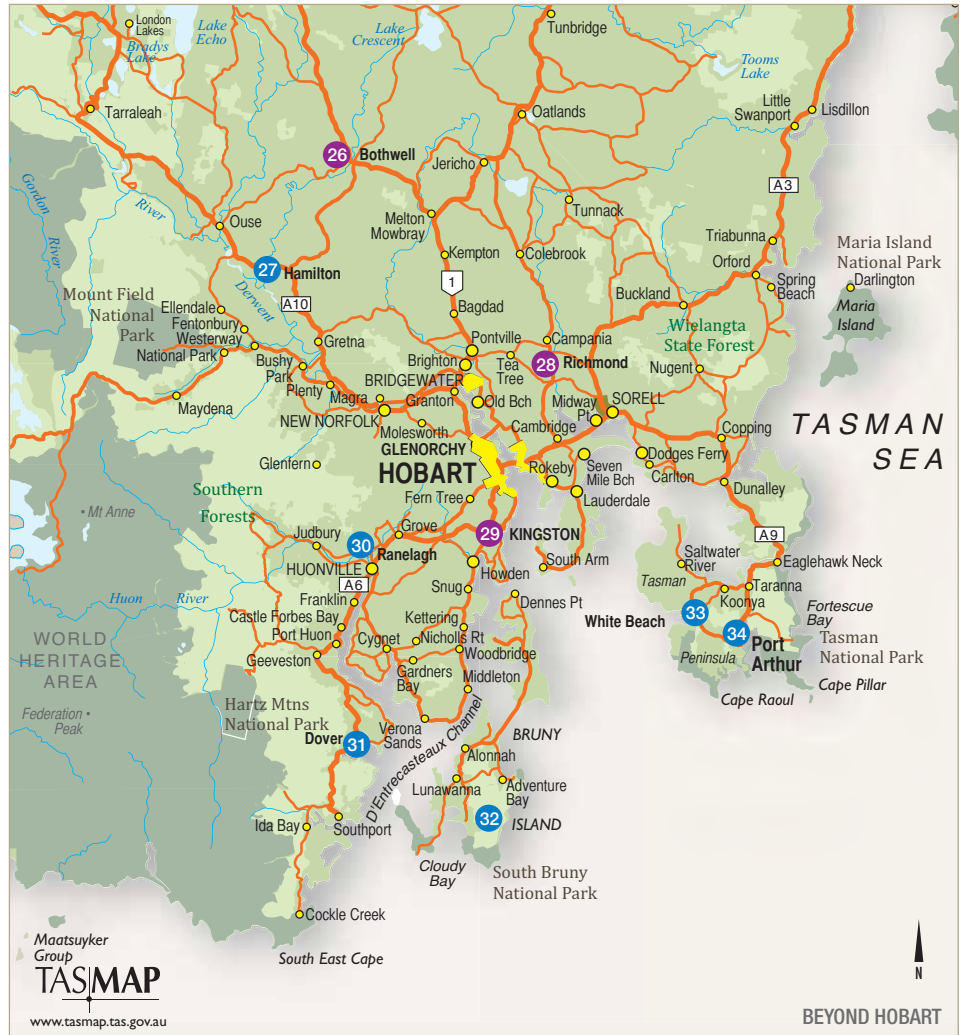 London
Lakes
Bradys
Lake
Lake
Echo
Lake
Crescent
Tunbridge
Tooms
Lake
Tarraleah
Oatlands
Little
Swanport
Lisdillon
26
Bothwell
Jericho
A3
Gordon
River
River
Ouse
Melton
Mowbray
Tunnack
Triabunna
Maria Island
National Park
27
Hamilton
Kempton
Colebrook
Orford
Spring
Beach
Darlington
Maria
Island
Mount Field
National
Park
Derwent
A10
1
Buckland
Ellendale
Fentonbury
Westerway
National Park
Bagdad
Wielangta
State Forest
Gretna
Pontville
Campania
Bushy
Park
Brighton
Tea
Tree
28
Richmond
Nugent
Plenty
BRIDGEWATER
Maydena
Magra
Granton
Old Bch
Midway
Pt
SORELL
NEW NORFOLK
Molesworth
Cambridge
Copping
TASMAN
SEA
GLENORCHY
HOBART
Glenfern
Rokeby
Seven
Mile Bch
Dodges Ferry
Carlton
Lauderdale
Dunalley
Southern
Forests
Fern Tree
Mt Anne
Judbury
30
Grove
29
KINGSTON
A9
Ranelagh
HUONVILLE
South Arm
Saltwater
River
Eaglehawk Neck
A6
Howden
Tasman
Taranna
Huon
River
Franklin
Snug
Dennes Pt
Koonya
Fortescue
Bay
Castle Forbes Bay
Kettering
White Beach
33
34
Port
Arthur
Port Huon
Cygnet
Nicholls Rt
Woodbridge
Tasman
National Park
WORLD
HERITAGE
AREA
Geeveston
Gardners
Bay
Peninsula
Middleton
Cape Raoul
Cape Pillar
Hartz Mtns
National Park
Federation
Peak
Dover
31
Verona
Sands
D'Entrecasteaux Channel
BRUNY
Alonnah
Lunawanna
Adventure
Bay
32
ISLAND
Ida Bay
Southport
Cloudy
Bay
South Bruny
National Park
Cockle Creek
Maatsuyker
Group
South East Cape
N
TASMAP
www.tasmap.tas.gov.au
BEYOND HOBART